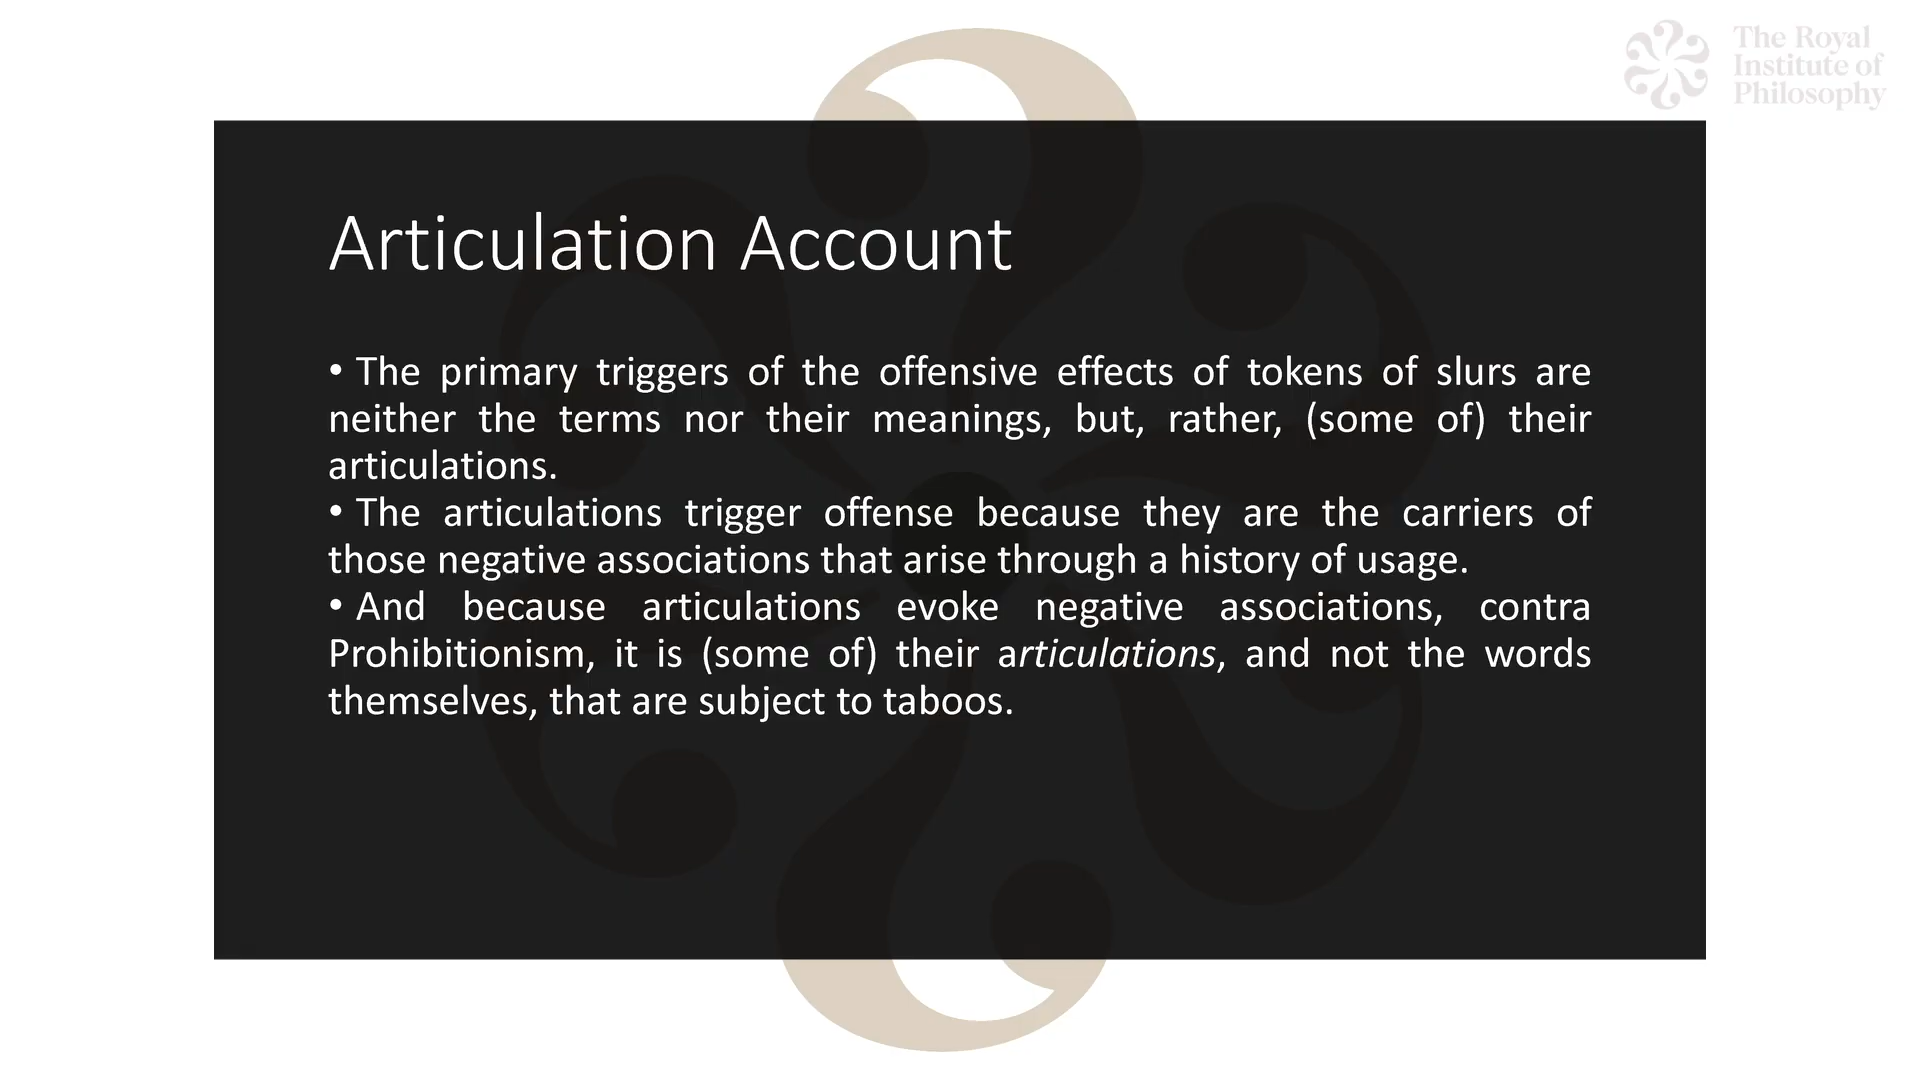 The Royal
Institute of
Philosophy
Articulation Account
• The primary triggers of the offensive effects of tokens of slurs are
neither the terms nor their meanings, but, rather, (some of) their
articulations.
• The articulations trigger offense because they are the carriers of
those negative associations that arise through a history of usage.
• And because articulations evoke negative associations, contra
Prohibitionism, it is (some of) their articulations, and not the words
themselves, that are subject to taboos.